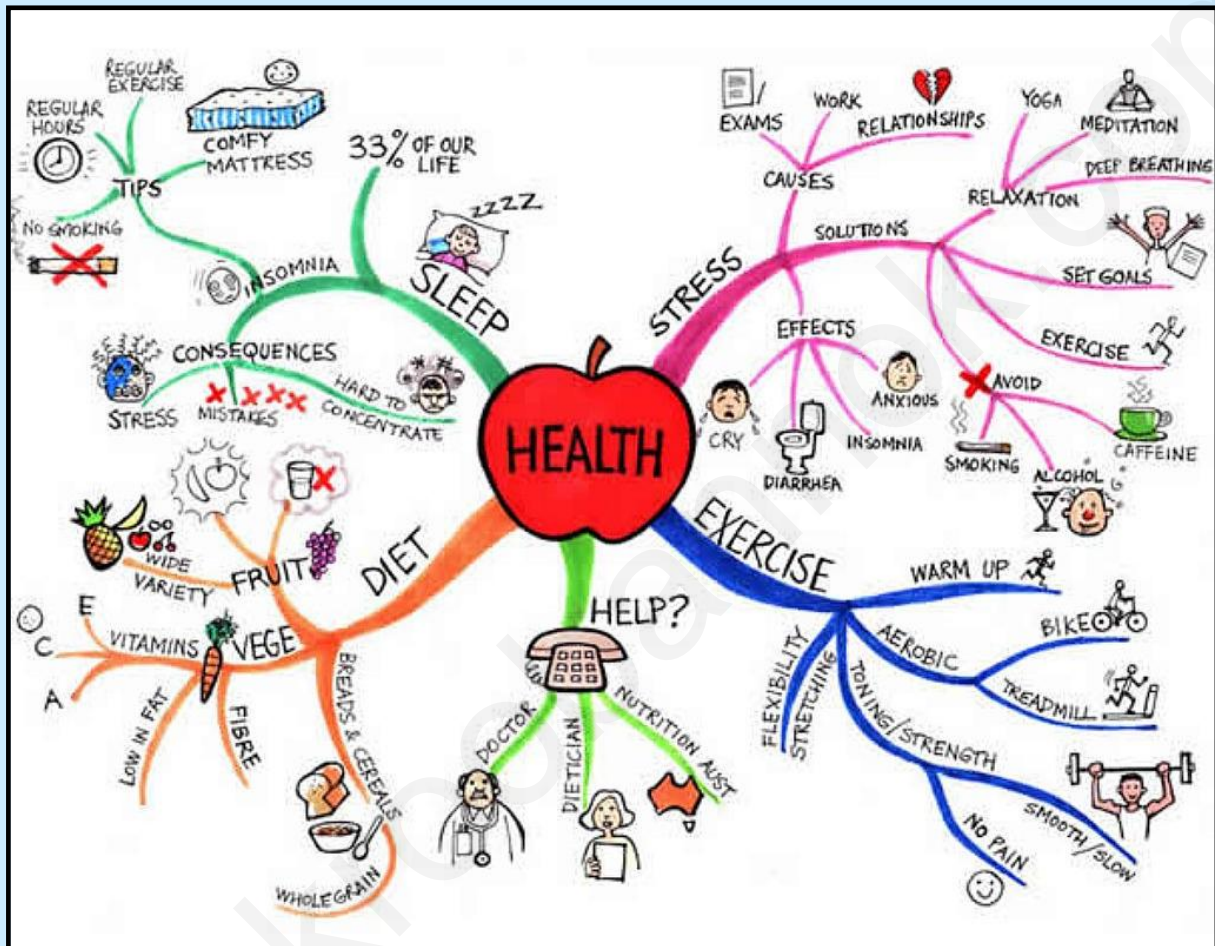 HEALTH
SLEEP
33% OF OUR
LIFE
ZZZZ
INSOMNIA
TIPS
REGULAR
HOURS
REGULAR
EXERCISE
COMFY
MATTRESS
NO SMOKING
CONSEQUENCES
STRESS
MISTAKES
HARD TO
CONCENTRATE
STRESS
CAUSES
EXAMS
WORK
RELATIONSHIPS
SOLUTIONS
RELAXATION
YOGA
MEDITATION
DEEP BREATHING
SET GOALS
EXERCISE
AVOID
SMOKING
ALCOHOL
CAFFEINE
EFFECTS
CRY
DIARRHEA
INSOMNIA
ANXIOUS
EXERCISE
WARM UP
AEROBIC
BIKE
TREADMILL
TONING/STRENGTH
SMOOTH/SLOW
NO PAIN
FLEXIBILITY
STRETCHING
HELP?
DOCTOR
DIETICIAN
NUTRITION AUST
DIET
FRUIT
WIDE
VARIETY
VEGE
VITAMINS
E
C
A
LOW IN FAT
FIBRE
BREADS & CEREALS
WHOLEGRAIN